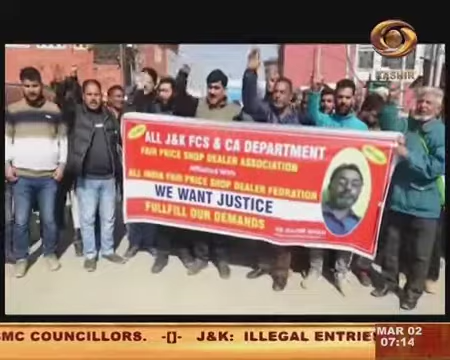 KASHIR
ALL J&K FCS & CA DEPARTMENT
FAIR PRICE SHOP DEALER ASSOCIATION
Affiliated With
ALL INDIA FAIR PRICE SHOP DEALER FEDRATION
WE WANT JUSTICE
FULLFILL OUR DEMANDS
SMC COUNCILLORS. -[]- J&K: ILLEGAL ENTRIE
MAR 02
07:14